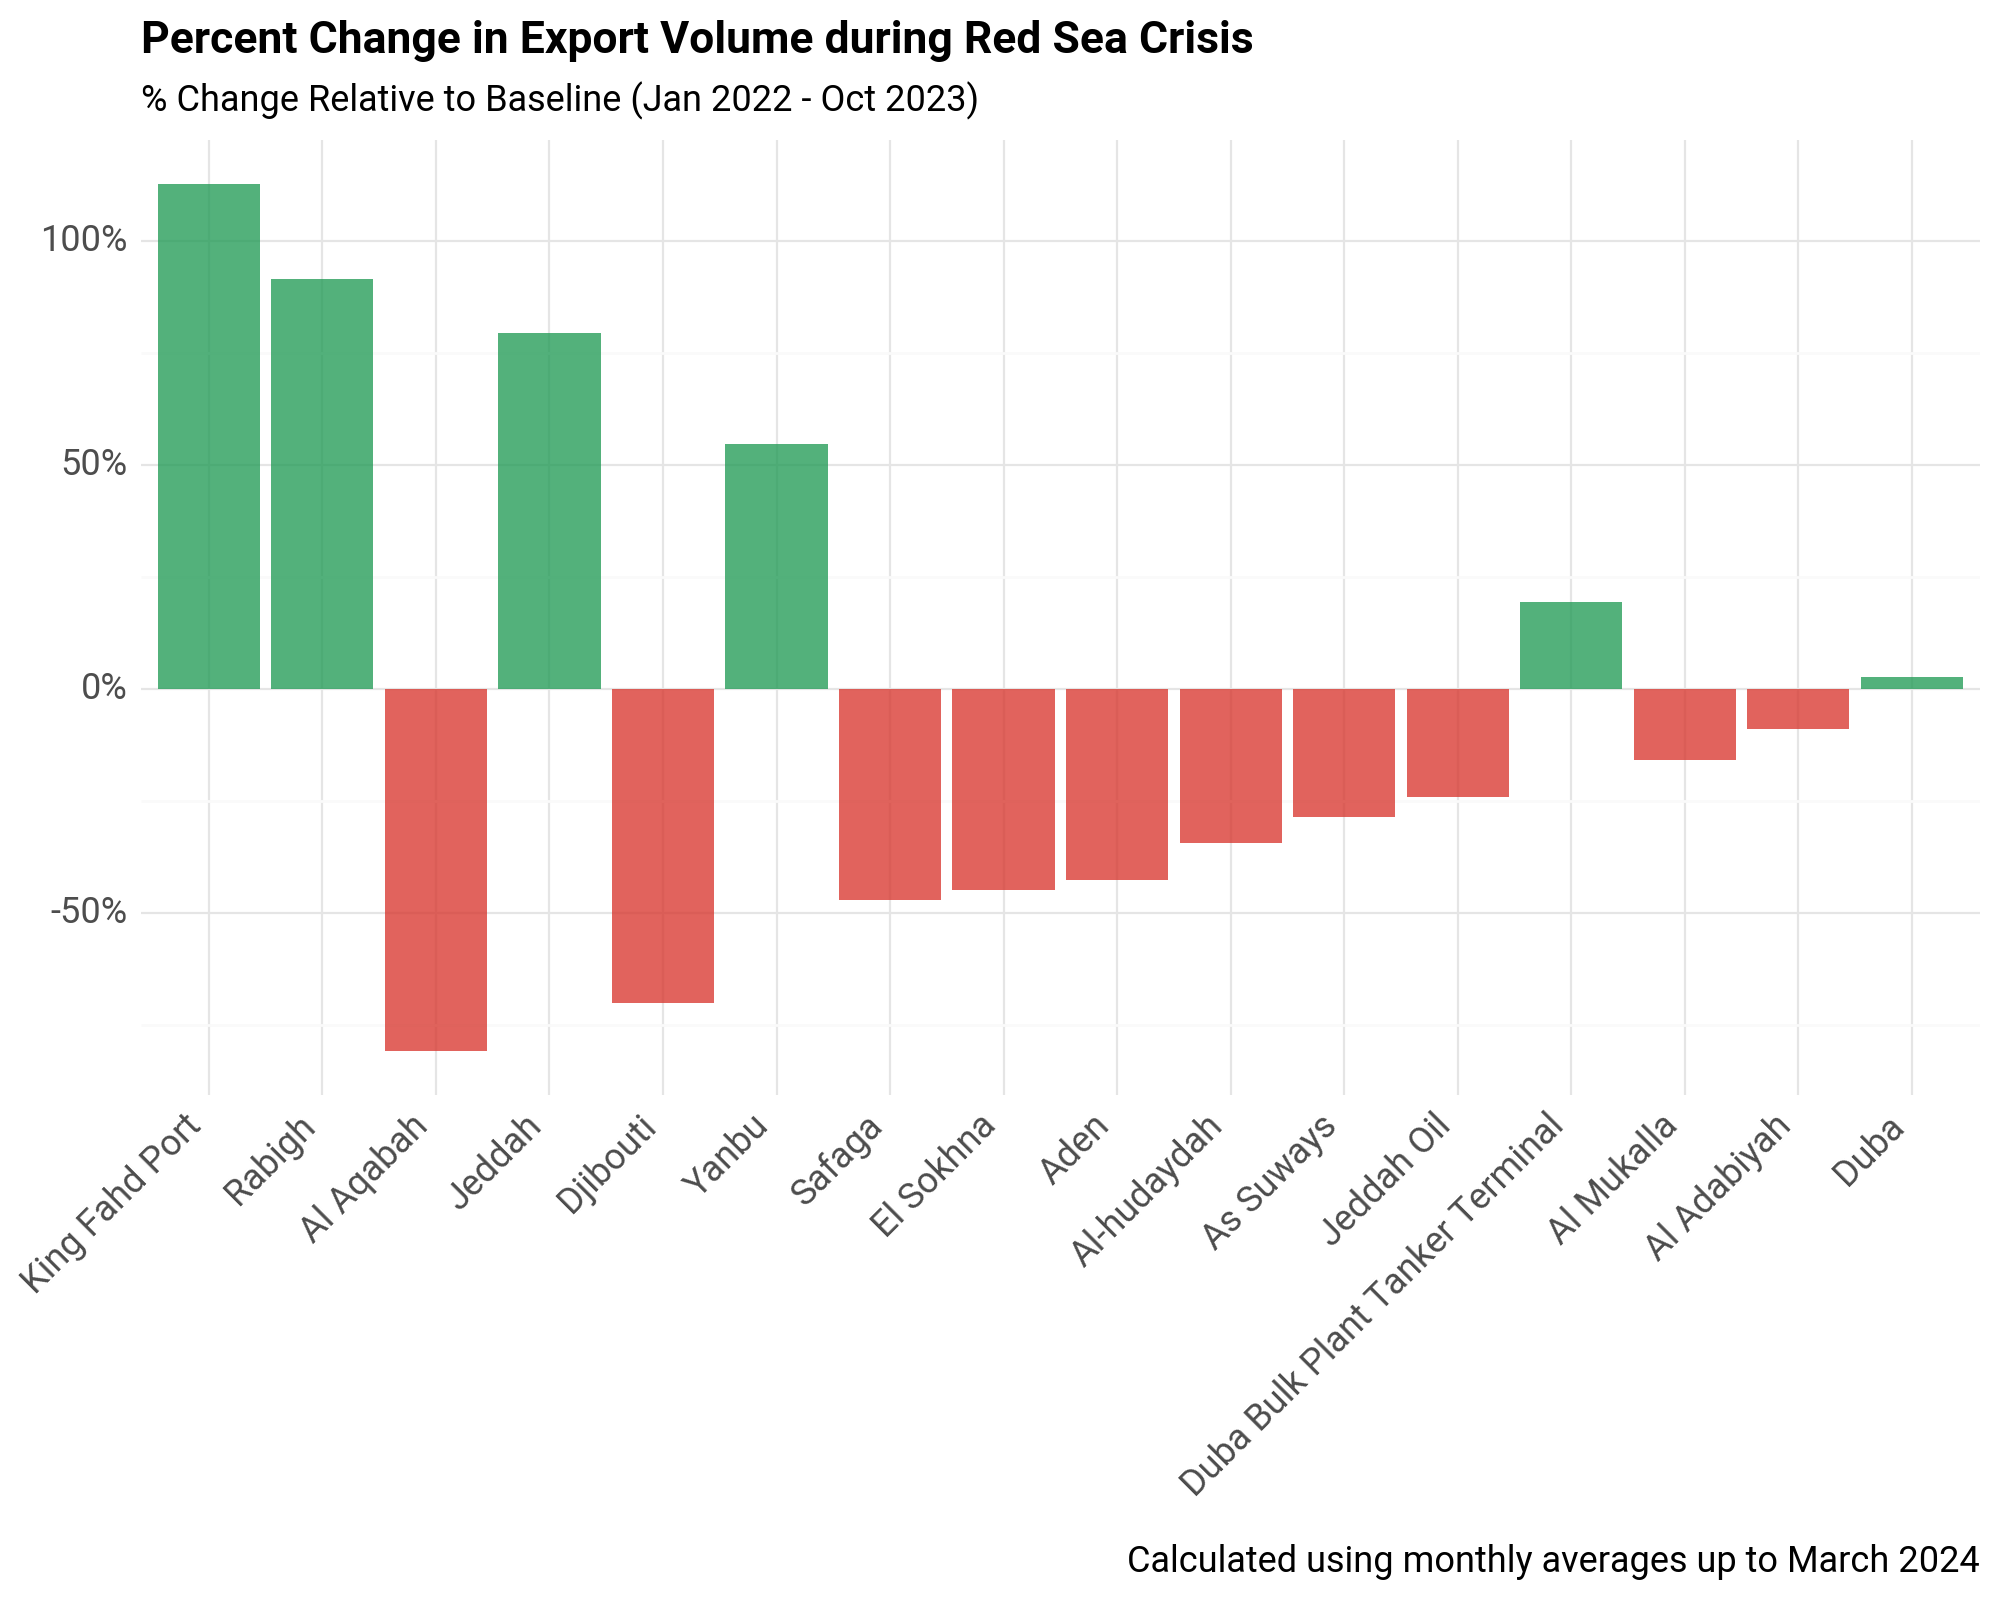 Percent Change in Export Volume during Red Sea Crisis
% Change Relative to Baseline (Jan 2022 - Oct 2023)
100%
50%
0%
-50%
King Fahd Port
Rabigh
Al Aqabah
Jeddah
Djibouti
Yanbu
Safaga
El Sokhna
Aden
Al-hudaydah
As Suways
Jeddah Oil
Duba Bulk Plant Tanker Terminal
Al Mukalla
Al Adabiyah
Duba
Calculated using monthly averages up to March 2024